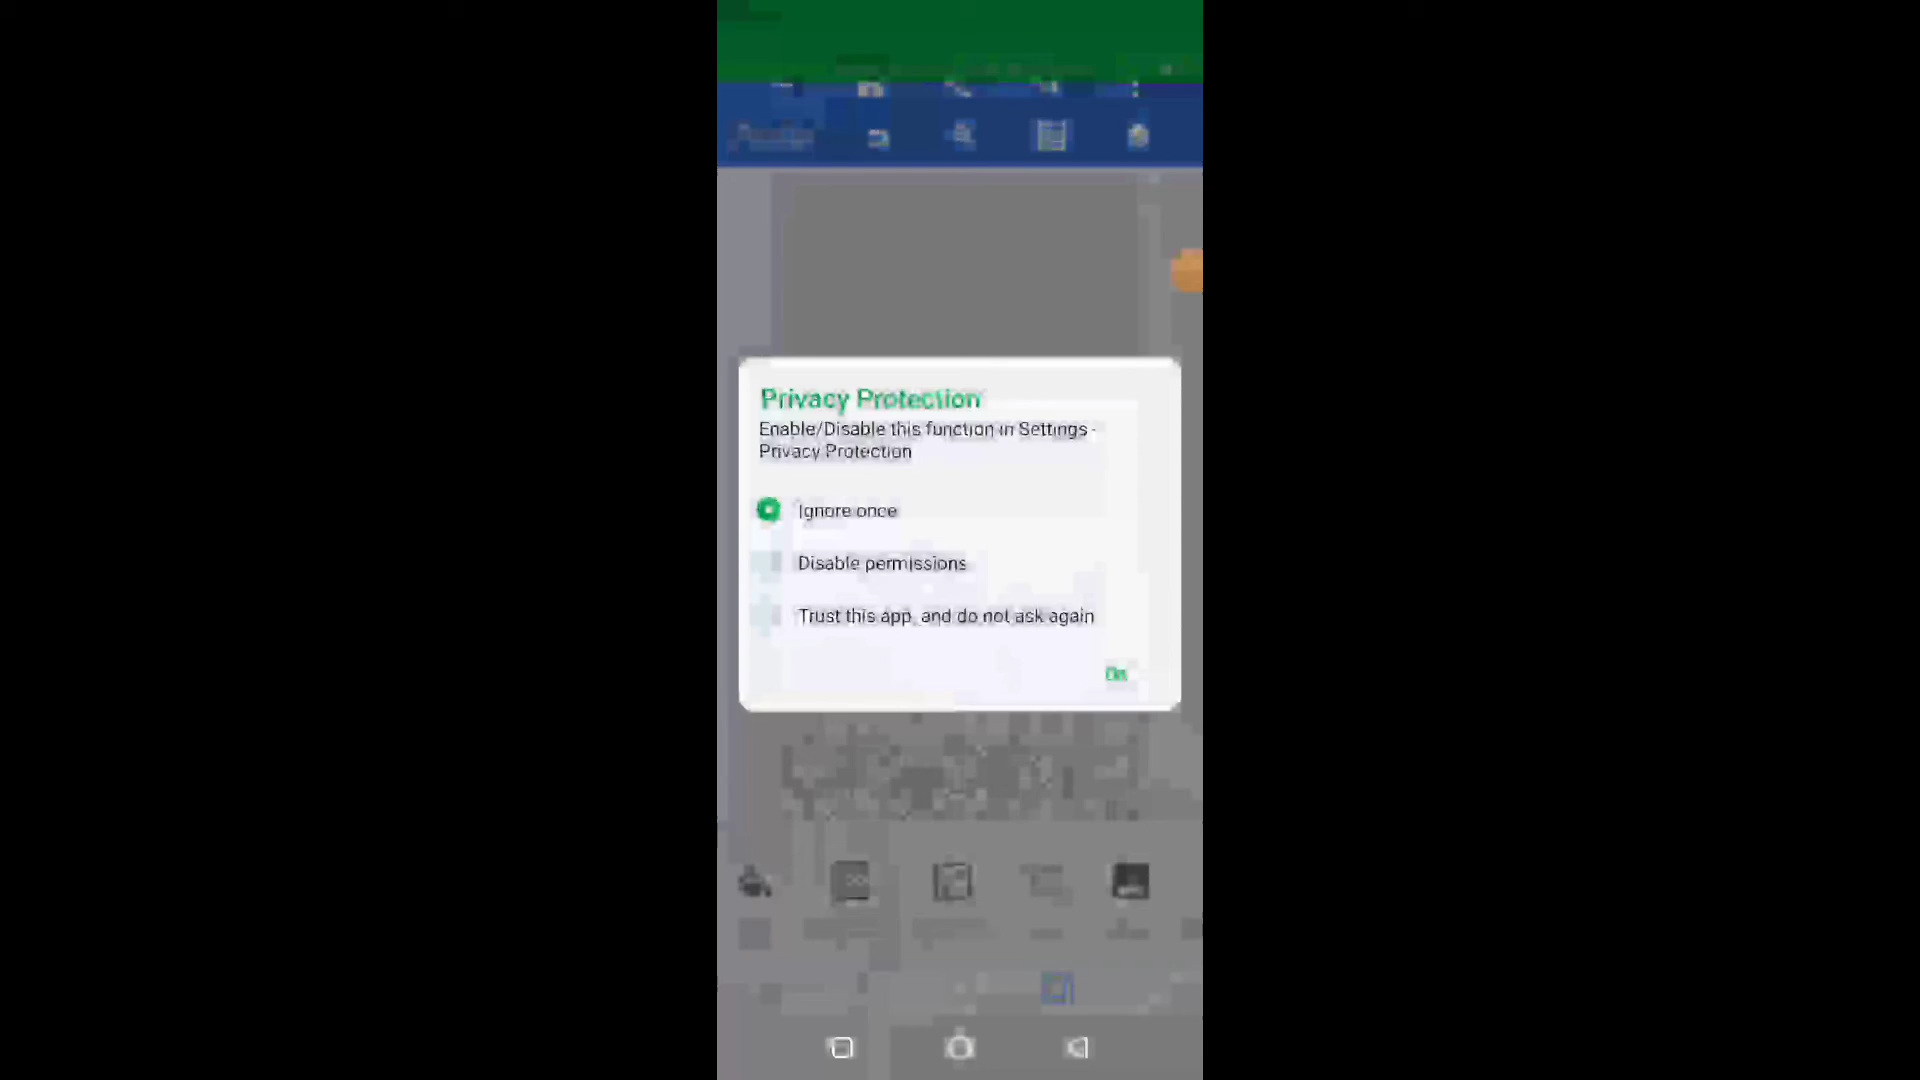 Privacy Protection
Enable/Disable this function in Settings -
Privacy Protection
Ignore once
Disable permissions
Trust this app, and do not ask again